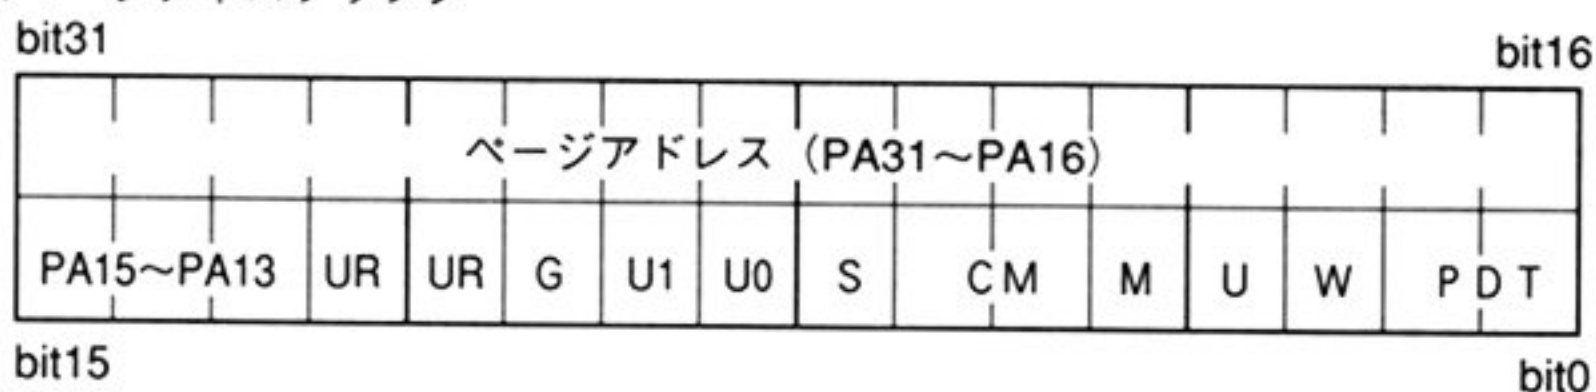 bit31 bit16
ページアドレス（PA31～PA16）
PA15～PA13 UR UR G U1 U0 S CM M U W PDT
bit15 bit0